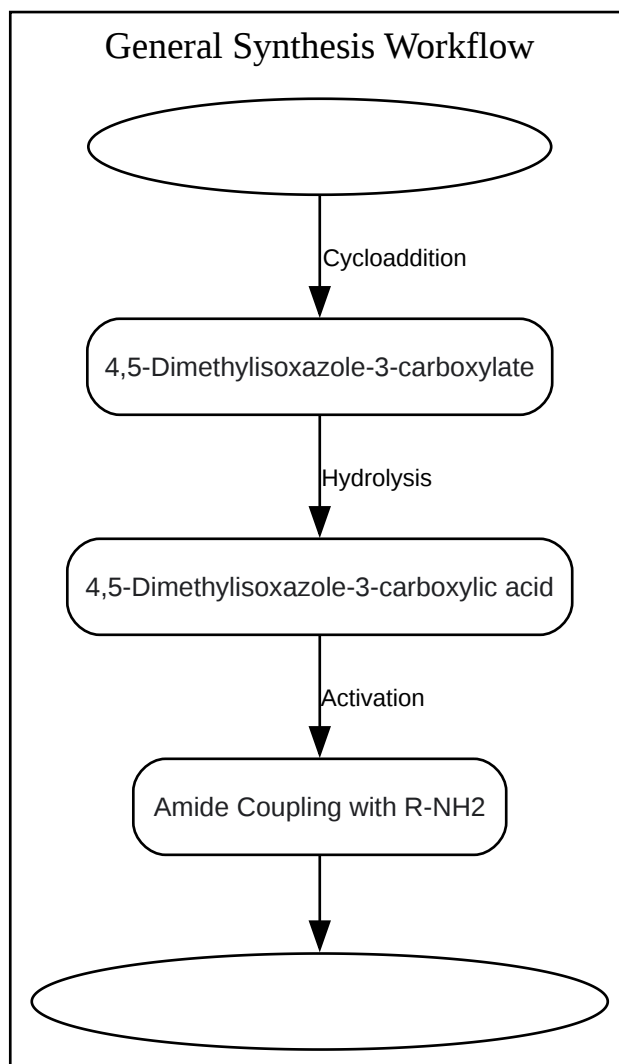 General Synthesis Workflow
Cycloaddition
4,5-Dimethylisoxazole-3-carboxylate
Hydrolysis
4,5-Dimethylisoxazole-3-carboxylic acid
Activation
Amide Coupling with R-NH2